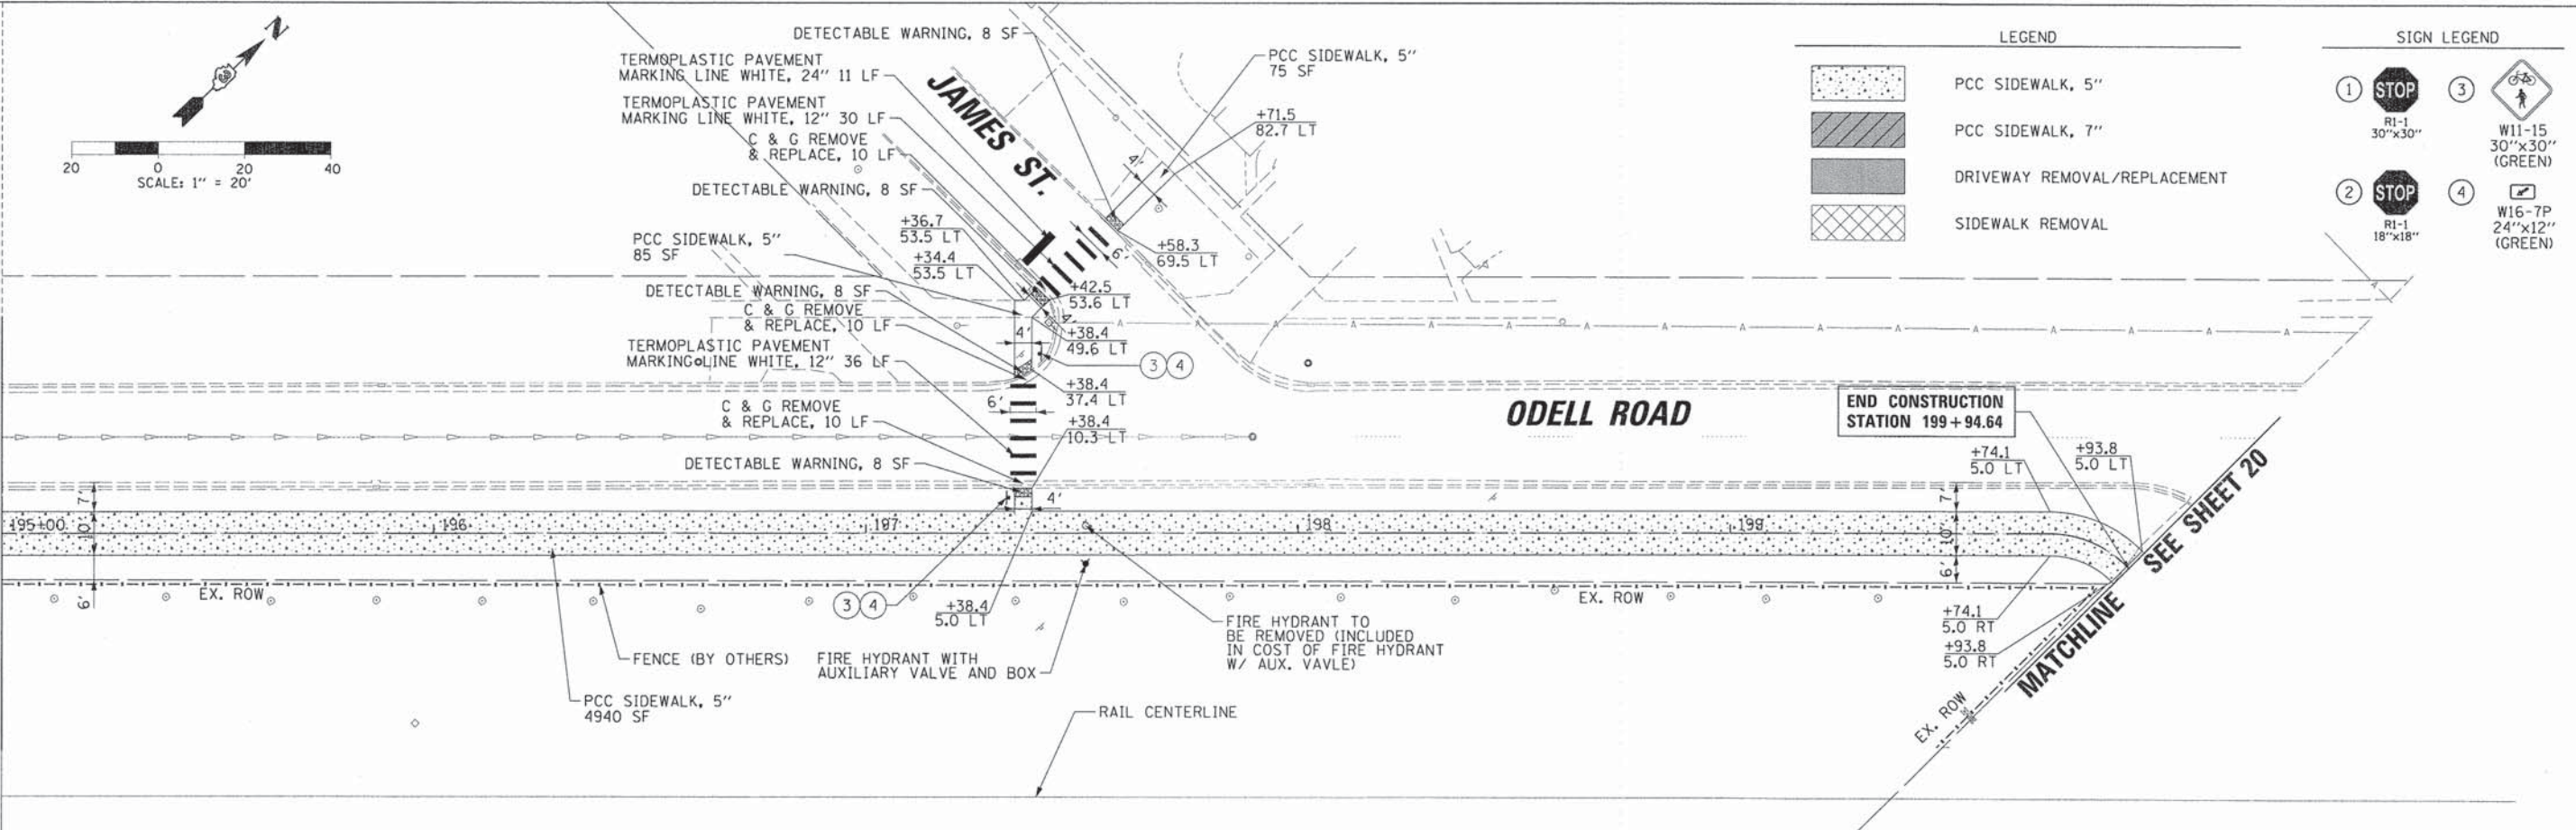 N
20 0 20 40
SCALE: 1" = 20'
DETECTABLE WARNING, 8 SF
TERMOPLASTIC PAVEMENT
MARKING LINE WHITE, 24" 11 LF
TERMOPLASTIC PAVEMENT
MARKING LINE WHITE, 12" 30 LF
C & G REMOVE
& REPLACE, 10 LF
DETECTABLE WARNING, 8 SF
+36.7
53.5 LT
PCC SIDEWALK, 5"
85 SF
+34.4
53.5 LT
DETECTABLE WARNING, 8 SF
C & G REMOVE
& REPLACE, 10 LF
TERMOPLASTIC PAVEMENT
MARKING LINE WHITE, 12" 36 LF
C & G REMOVE
& REPLACE, 10 LF
DETECTABLE WARNING, 8 SF
JAMES ST.
PCC SIDEWALK, 5"
75 SF
+71.5
82.7 LT
4'
6'
+58.3
69.5 LT
+42.5
53.6 LT
4'
4'
+38.4
49.6 LT
3 4
+38.4
37.4 LT
6'
+38.4
10.3 LT
4'
ODELL ROAD
A A A A A A A A A A A A
LEGEND
PCC SIDEWALK, 5"
PCC SIDEWALK, 7"
DRIVEWAY REMOVAL/REPLACEMENT
SIDEWALK REMOVAL
SIGN LEGEND
1 STOP
R1-1
30"x30"
3
W11-15
30"x30"
(GREEN)
2 STOP
R1-1
18"x18"
4
W16-7P
24"x12"
(GREEN)
END CONSTRUCTION
STATION 199+94.64
+74.1
5.0 LT
+93.8
5.0 LT
7'
10'
6'
7'
10'
6'
195+00 196 197 198 199
EX. ROW
EX. ROW
3 4
+38.4
5.0 LT
FENCE (BY OTHERS)
FIRE HYDRANT WITH
AUXILIARY VALVE AND BOX
FIRE HYDRANT TO
BE REMOVED (INCLUDED
IN COST OF FIRE HYDRANT
W/ AUX. VAVLE)
PCC SIDEWALK, 5"
4940 SF
RAIL CENTERLINE
+74.1
5.0 RT
+93.8
5.0 RT
MATCHLINE SEE SHEET 20
EX. ROW